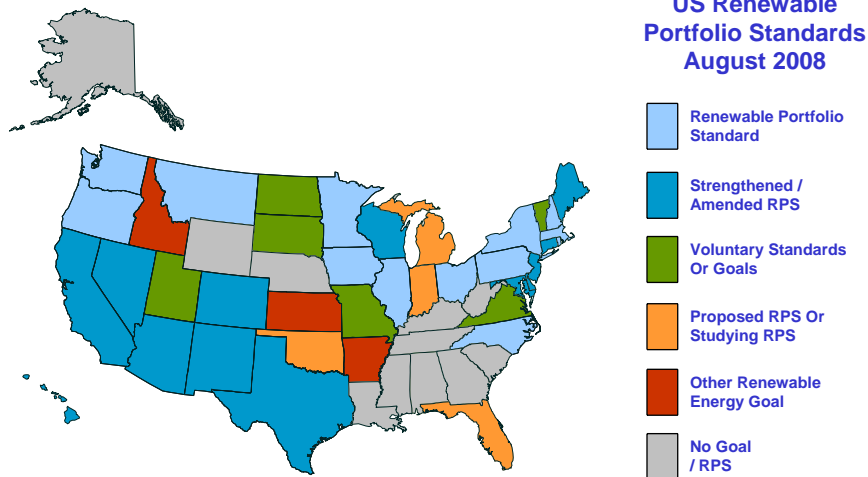 US Renewable
Portfolio Standards
August 2008
Renewable Portfolio
Standard
Strengthened /
Amended RPS
Voluntary Standards
Or Goals
Proposed RPS Or
Studying RPS
Other Renewable
Energy Goal
No Goal
/ RPS